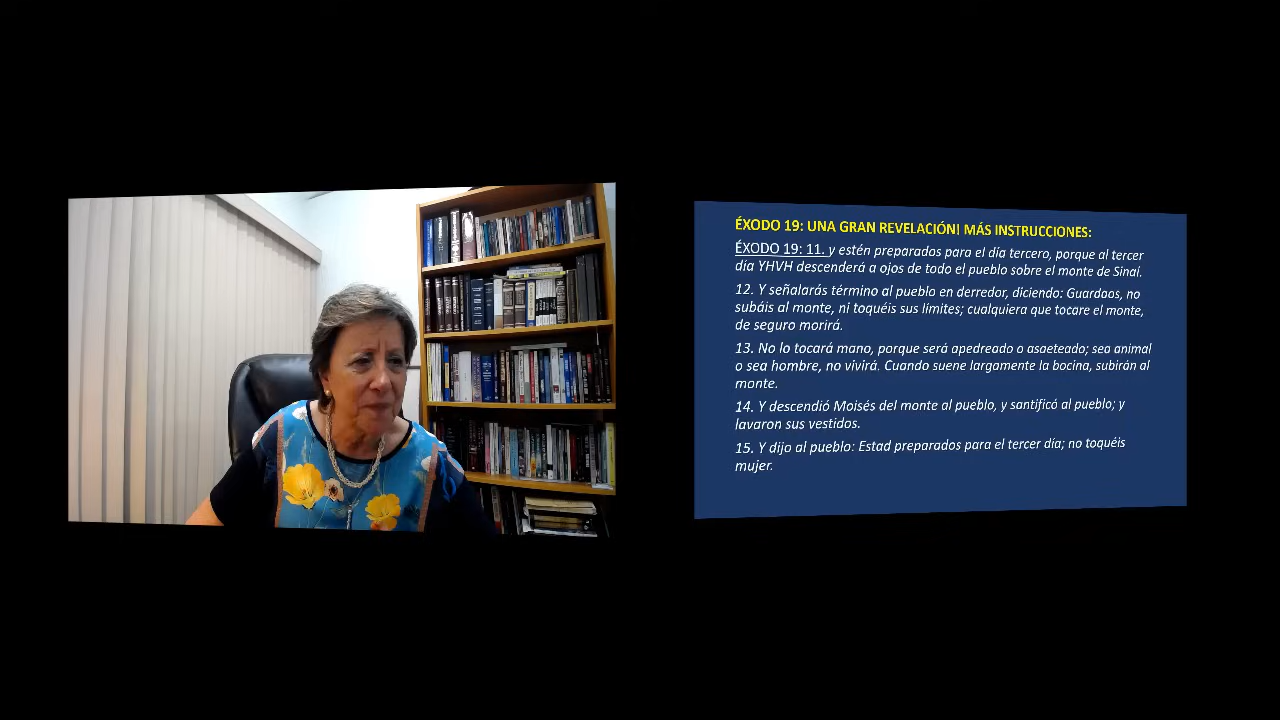 ÉXODO 19: UNA GRAN REVELACIÓN! MÁS INSTRUCCIONES:
ÉXODO 19: 11. y estén preparados para el día tercero, porque al tercer
día YHVH descenderá a ojos de todo el pueblo sobre el monte de Sinaí.
12. Y señalarás término al pueblo en derredor, diciendo: Guardaos, no
subáis al monte, ni toquéis sus límites; cualquiera que tocare el monte,
de seguro morirá.
13. No lo tocará mano, porque será apedreado o asaeteado; sea animal
o sea hombre, no vivirá. Cuando suene largamente la bocina, subirán al
monte.
14. Y descendió Moisés del monte al pueblo, y santificó al pueblo; y
lavaron sus vestidos.
15. Y dijo al pueblo: Estad preparados para el tercer día; no toquéis
mujer.